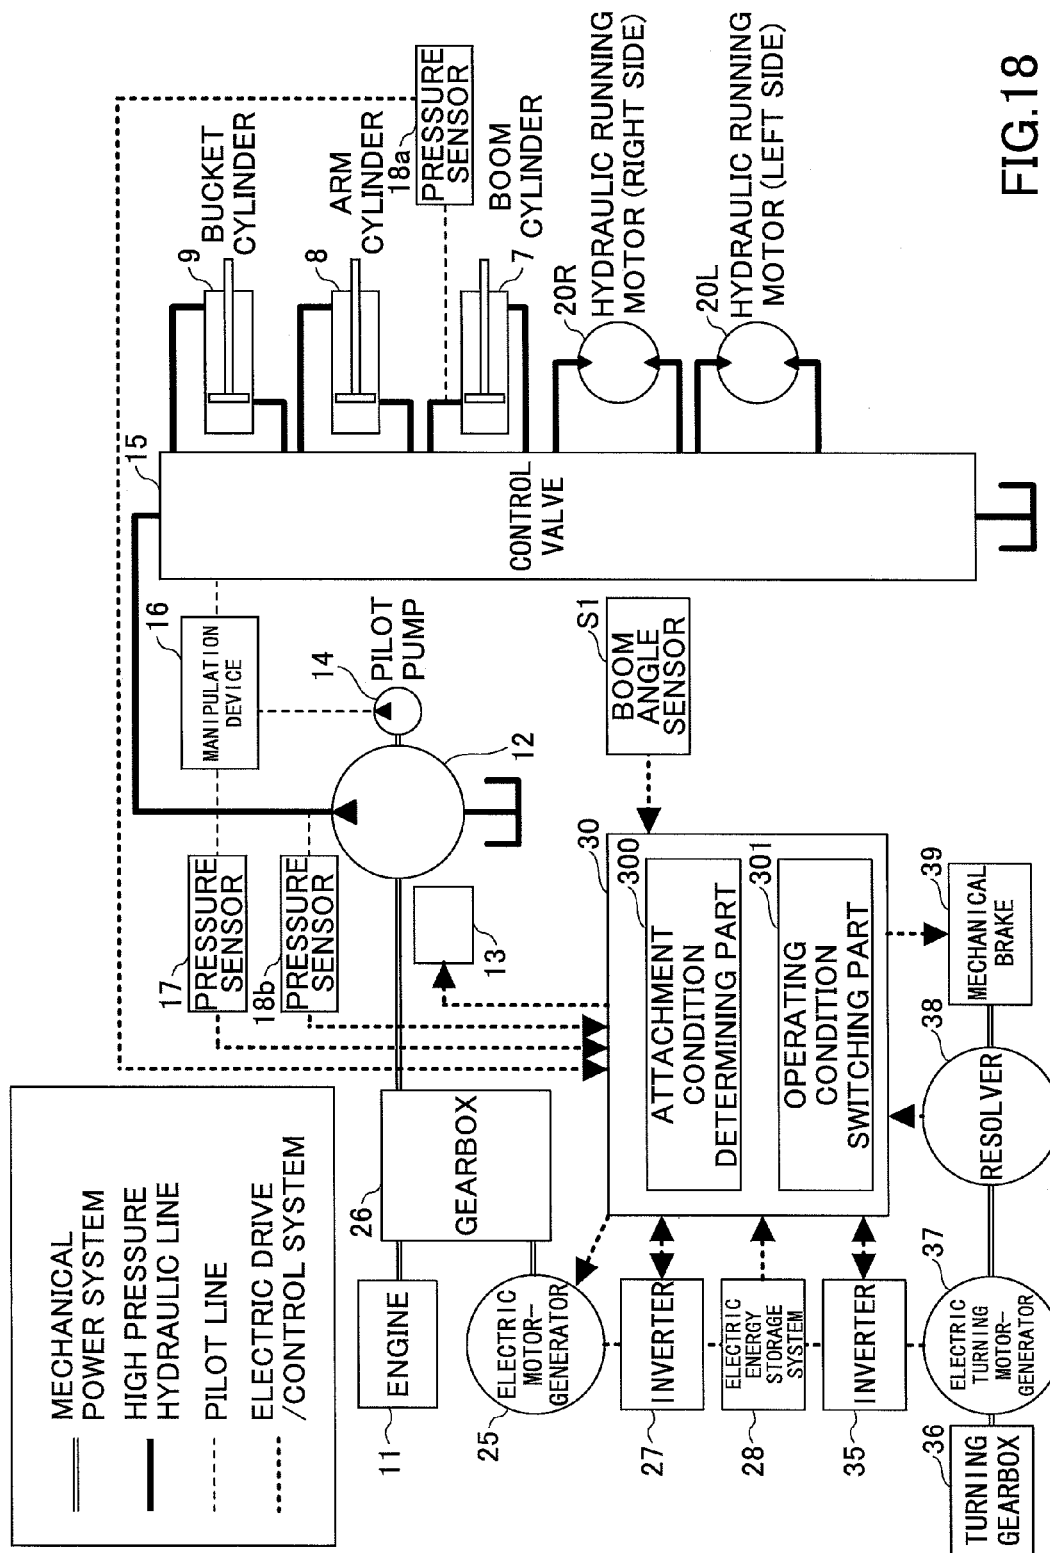 MECHANICAL
POWER SYSTEM
HIGH PRESSURE
HYDRAULIC LINE
PILOT LINE
ELECTRIC DRIVE
/CONTROL SYSTEM
17
PRESSURE
SENSOR
18b
PRESSURE
SENSOR
16
MANIPULATION
DEVICE
14
PILOT
PUMP
12
13
15
CONTROL
VALVE
9
BUCKET
CYLINDER
8
ARM
CYLINDER
18a
PRESSURE
SENSOR
7
BOOM
CYLINDER
20R
HYDRAULIC RUNNING
MOTOR (RIGHT SIDE)
20L
HYDRAULIC RUNNING
MOTOR (LEFT SIDE)
11
ENGINE
26
GEARBOX
25
ELECTRIC
MOTOR-
GENERATOR
27
INVERTER
28
ELECTRIC
ENERGY
STORAGE
SYSTEM
35
INVERTER
30
300
ATTACHMENT
CONDITION
DETERMINING PART
301
OPERATING
CONDITION
SWITCHING PART
S1
BOOM
ANGLE
SENSOR
36
TURNING
GEARBOX
37
ELECTRIC
TURNING
MOTOR-
GENERATOR
38
RESOLVER
39
MECHANICAL
BRAKE
FIG.18